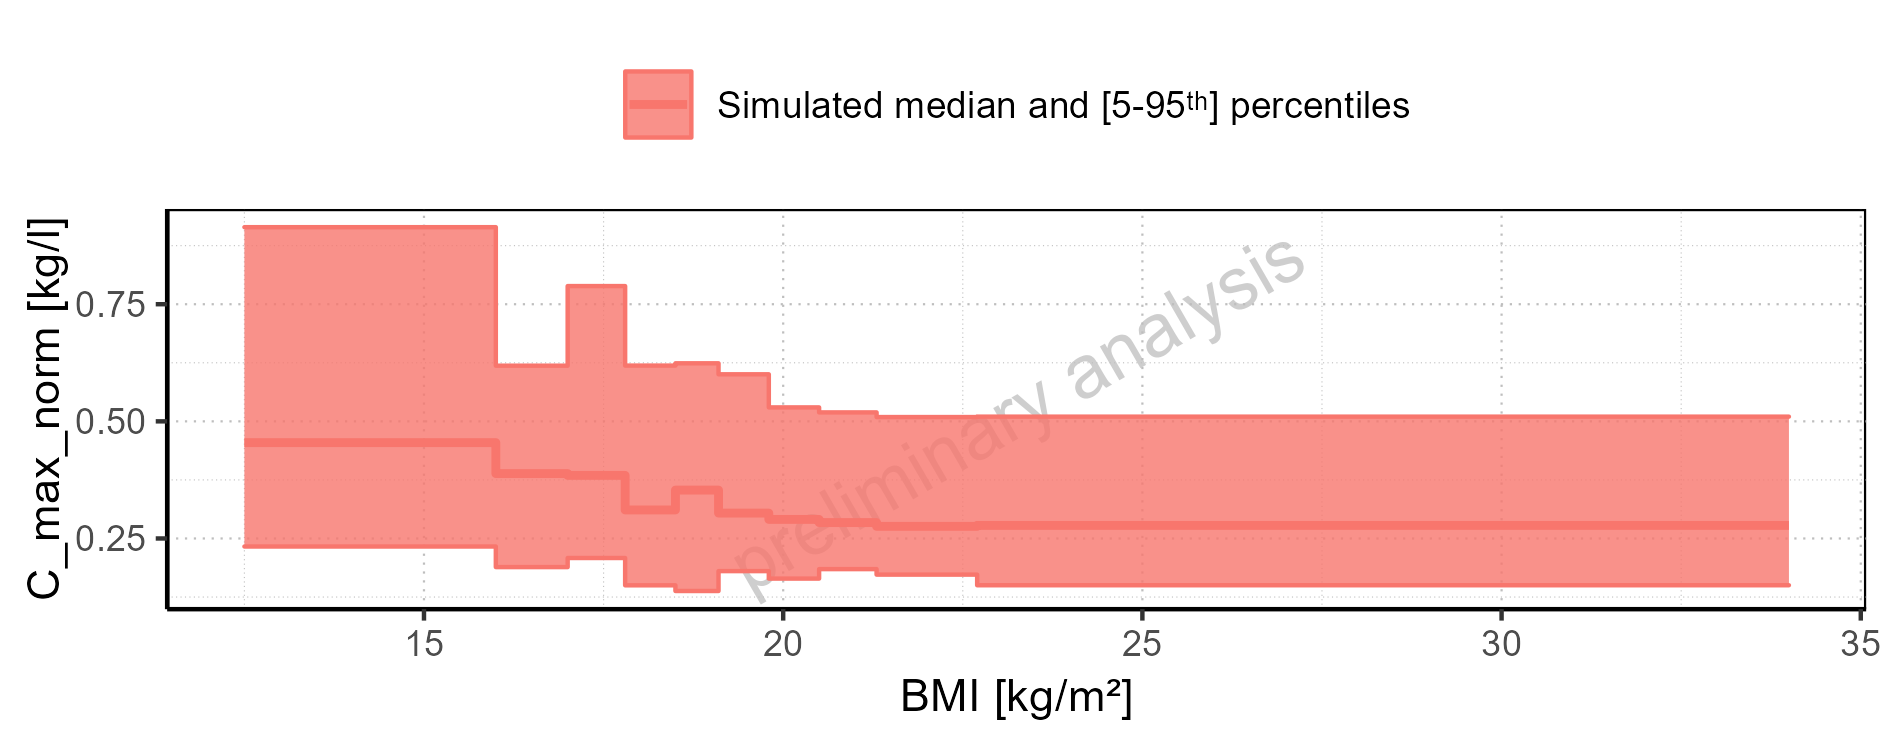 Simulated median and [5-95ᵗʰ] percentiles
C_max_norm [kg/l]
0.75
0.50
0.25
preliminary analysis
15 20 25 30 35
BMI [kg/m²]